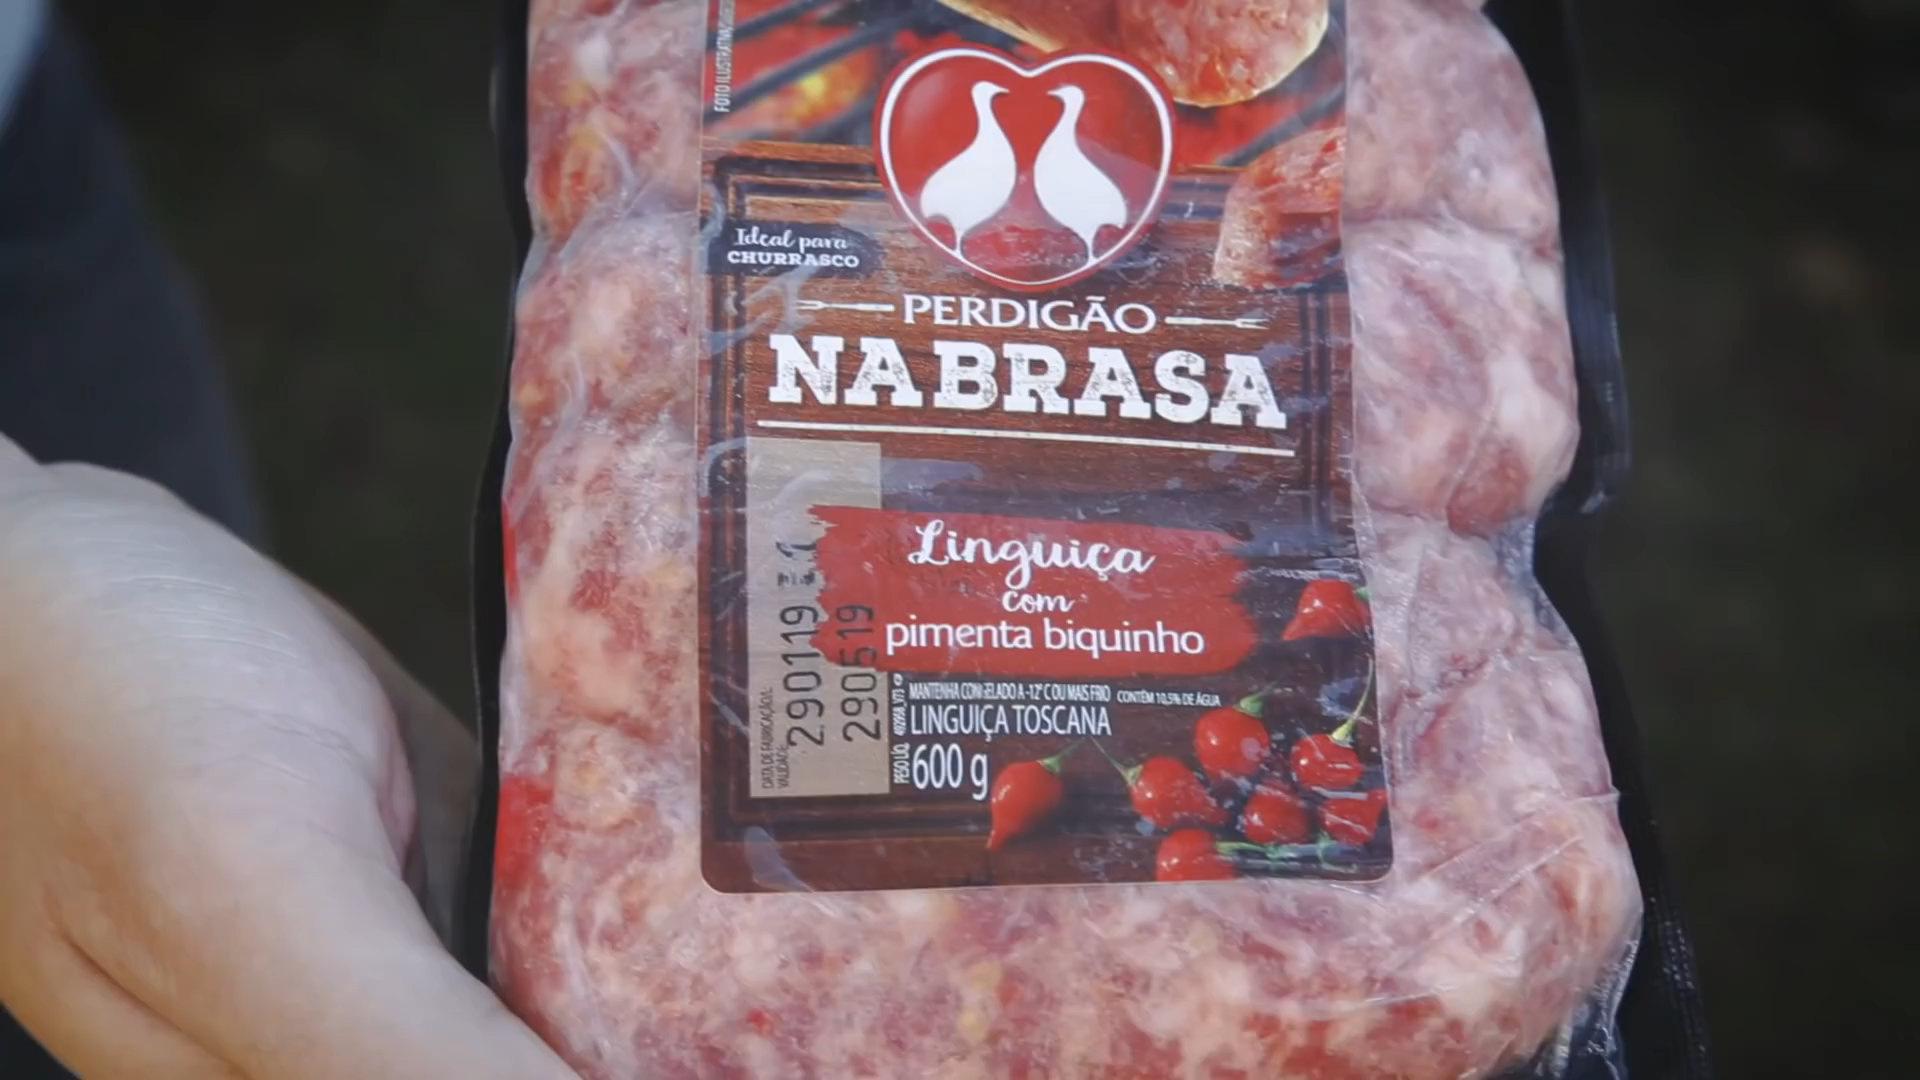 FOTO ILUSTRATIVA
Ideal para
CHURRASCO
PERDIGÃO
NABRASA
Linguiça
com
pimenta biquinho
MANTENHA CONGELADO A -12° C OU MAIS FRIO CONTÉM 10,5% DE ÁGUA
LINGUIÇA TOSCANA
PESO LÍQ.
600 g
DATA DE FABRICAÇÃO:
VALIDADE:
290119
290519